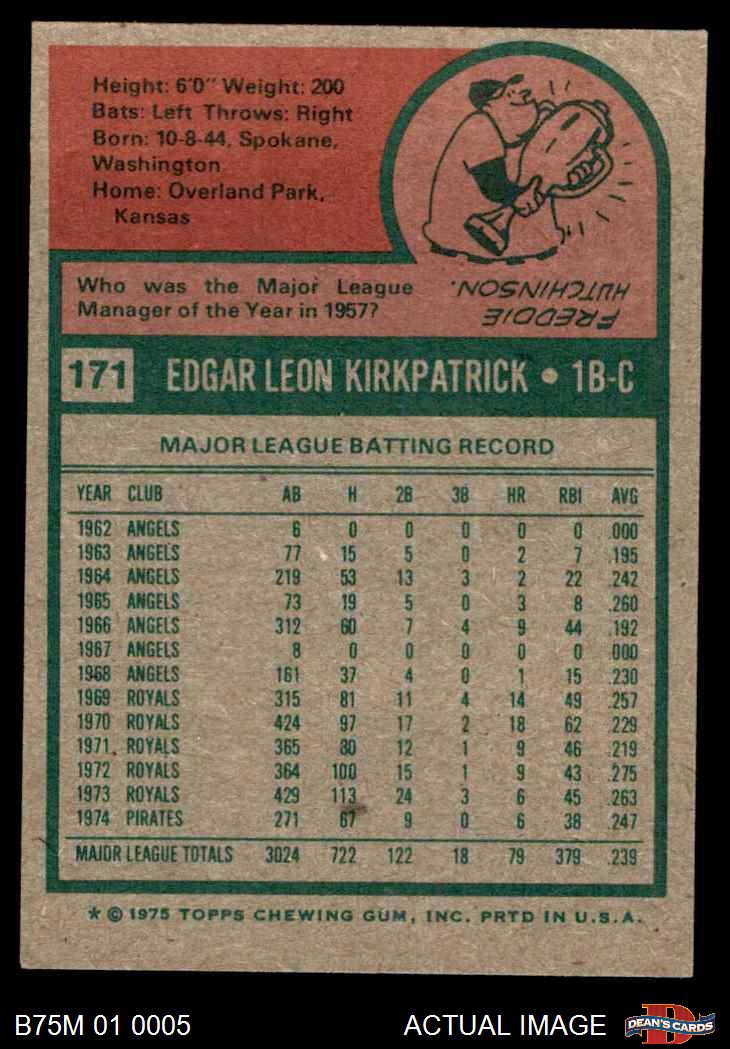 Height: 6'0" Weight: 200
Bats: Left Throws: Right
Born: 10-8-44, Spokane,
Washington
Home: Overland Park,
Kansas
Who was the Major League
Manager of the Year in 1957?
FREDDIE
HUTCHINSON.
171 EDGAR LEON KIRKPATRICK • 1B-C
MAJOR LEAGUE BATTING RECORD
YEAR CLUB AB H 2B 3B HR RBI AVG
1962 ANGELS 6 0 0 0 0 0 .000
1963 ANGELS 77 15 5 0 2 7 .195
1964 ANGELS 219 53 13 3 2 22 .242
1965 ANGELS 73 19 5 0 3 8 .260
1966 ANGELS 312 60 7 4 9 44 .192
1967 ANGELS 8 0 0 0 0 0 .000
1968 ANGELS 161 37 4 0 1 15 .230
1969 ROYALS 315 81 11 4 14 49 .257
1970 ROYALS 424 97 17 2 18 62 .229
1971 ROYALS 365 80 12 1 9 46 .219
1972 ROYALS 364 100 15 1 9 43 .275
1973 ROYALS 429 113 24 3 6 45 .263
1974 PIRATES 271 67 9 0 6 38 .247
MAJOR LEAGUE TOTALS 3024 722 122 18 79 379 .239
* © 1975 TOPPS CHEWING GUM, INC. PRTD IN U.S.A.
B75M 01 0005 ACTUAL IMAGE D DEAN'S CARDS